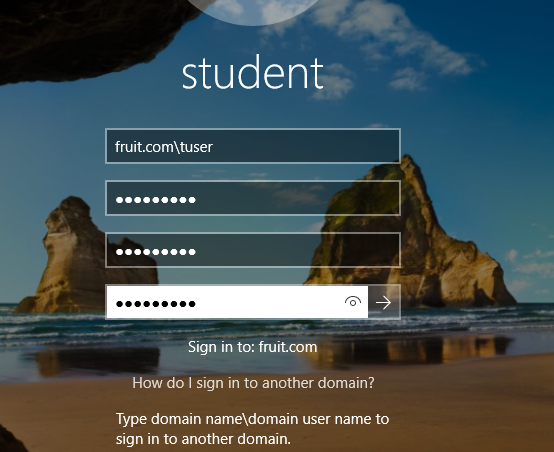 student
fruit.com\tuser
●●●●●●●●●
●●●●●●●●●
●●●●●●●●●
Sign in to: fruit.com
How do I sign in to another domain?
Type domain name\domain user name to
sign in to another domain.